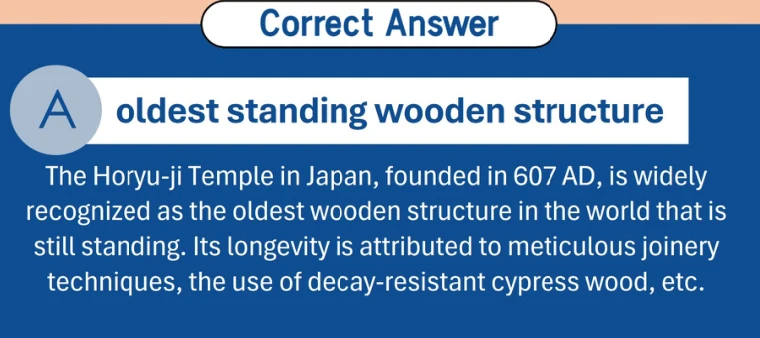 Correct Answer
A oldest standing wooden structure
The Horyu-ji Temple in Japan, founded in 607 AD, is widely
recognized as the oldest wooden structure in the world that is
still standing. Its longevity is attributed to meticulous joinery
techniques, the use of decay-resistant cypress wood, etc.